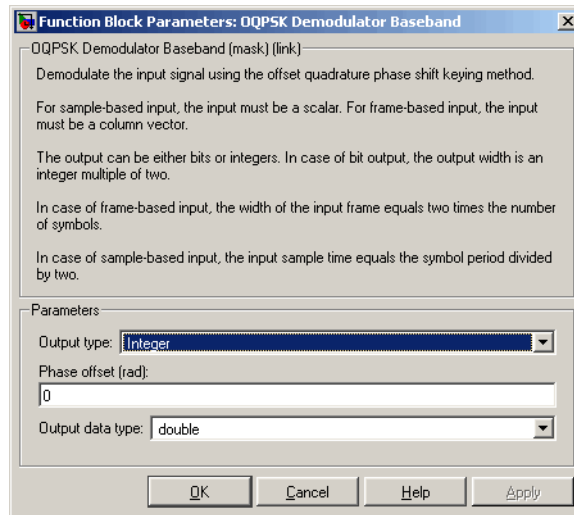 Function Block Parameters: OQPSK Demodulator Baseband
OQPSK Demodulator Baseband (mask) (link)
Demodulate the input signal using the offset quadrature phase shift keying method.
For sample-based input, the input must be a scalar. For frame-based input, the input
must be a column vector.
The output can be either bits or integers. In case of bit output, the output width is an
integer multiple of two.
In case of frame-based input, the width of the input frame equals two times the number
of symbols.
In case of sample-based input, the input sample time equals the symbol period divided
by two.
Parameters
Output type: Integer
Phase offset (rad):
0
Output data type: double
OK Cancel Help Apply